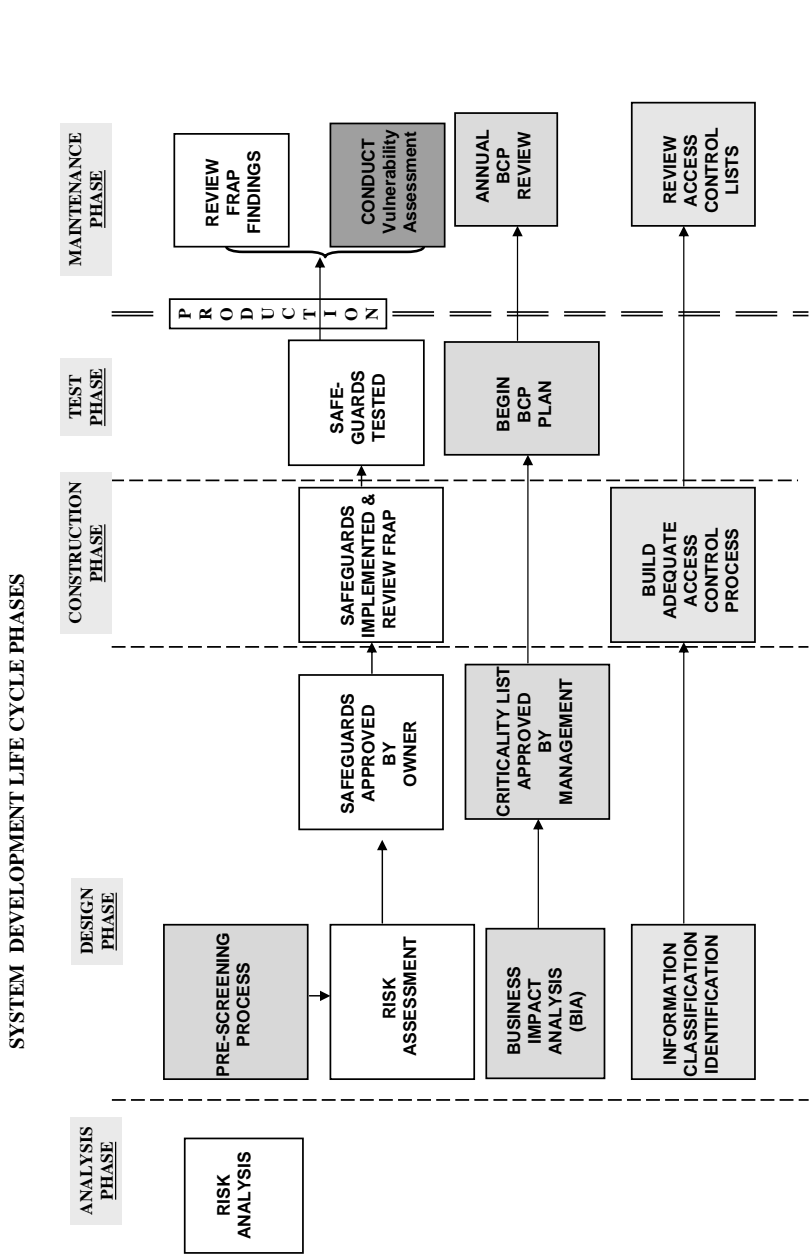 SYSTEM DEVELOPMENT LIFE CYCLE PHASES
ANALYSIS
PHASE
DESIGN
PHASE
CONSTRUCTION
PHASE
TEST
PHASE
MAINTENANCE
PHASE
RISK
ANALYSIS
PRE-SCREENING
PROCESS
RISK
ASSESSMENT
BUSINESS
IMPACT
ANALYSIS
(BIA)
INFORMATION
CLASSIFICATION
IDENTIFICATION
SAFEGUARDS
APPROVED
BY
OWNER
CRITICALITY LIST
APPROVED
BY
MANAGEMENT
SAFEGUARDS
IMPLEMENTED &
REVIEW FRAP
BUILD
ADEQUATE
ACCESS
CONTROL
PROCESS
SAFE-
GUARDS
TESTED
BEGIN
BCP
PLAN
P
R
O
D
U
C
T
I
O
N
REVIEW
FRAP
FINDINGS
CONDUCT
Vulnerability
Assessment
ANNUAL
BCP
REVIEW
REVIEW
ACCESS
CONTROL
LISTS